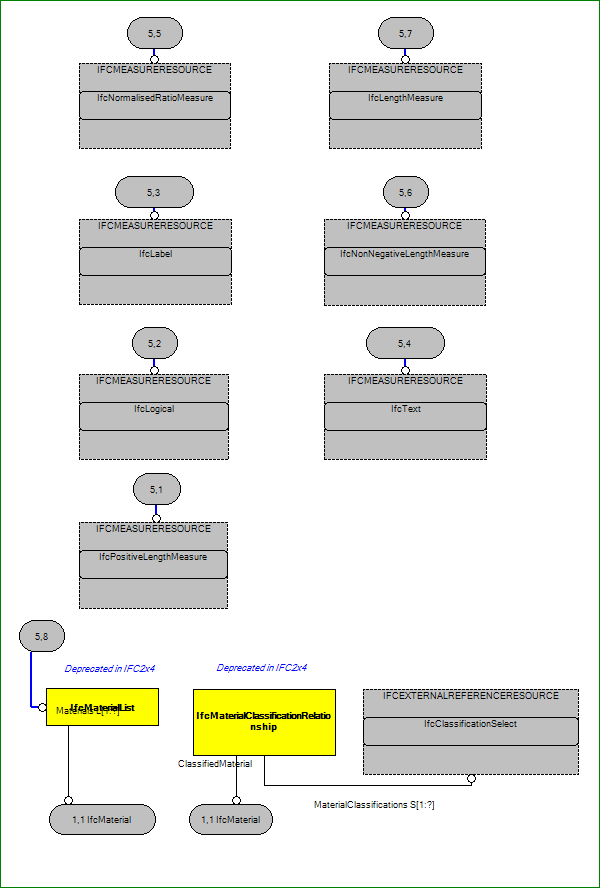 5,5
5,7
IFCMEASURERESOURCE
IFCMEASURERESOURCE
IfcNormalisedRatioMeasure
IfcLengthMeasure
5,3
5,6
IFCMEASURERESOURCE
IFCMEASURERESOURCE
IfcLabel
IfcNonNegativeLengthMeasure
5,2
5,4
IFCMEASURERESOURCE
IFCMEASURERESOURCE
IfcLogical
IfcText
5,1
IFCMEASURERESOURCE
IfcPositiveLengthMeasure
5,8
Deprecated in IFC2x4
Deprecated in IFC2x4
IfcMaterialList
Materials L[1:?]
IfcMaterialClassificationRelatio
nship
IFCEXTERNALREFERENCERESOURCE
IfcClassificationSelect
ClassifiedMaterial
MaterialClassifications S[1:?]
1,1 IfcMaterial
1,1 IfcMaterial